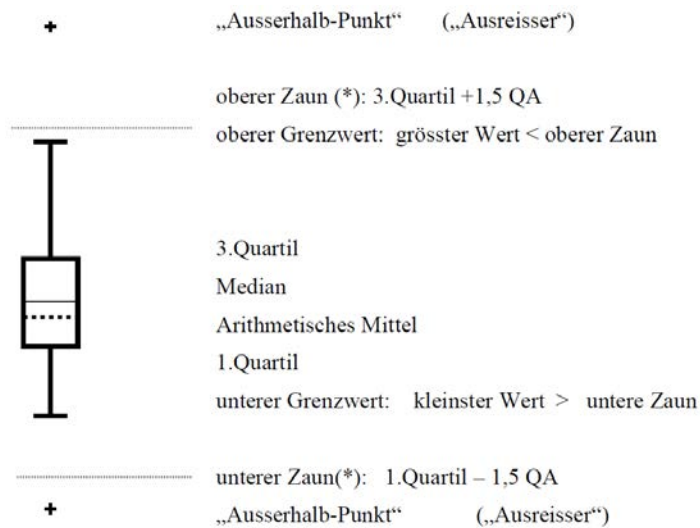 „Ausserhalb-Punkt“ („Ausreisser“)
oberer Zaun (*): 3.Quartil +1,5 QA
oberer Grenzwert: grösster Wert < oberer Zaun
3.Quartil
Median
Arithmetisches Mittel
1.Quartil
unterer Grenzwert: kleinster Wert > untere Zaun
unterer Zaun(*): 1.Quartil – 1,5 QA
„Ausserhalb-Punkt“ („Ausreisser“)